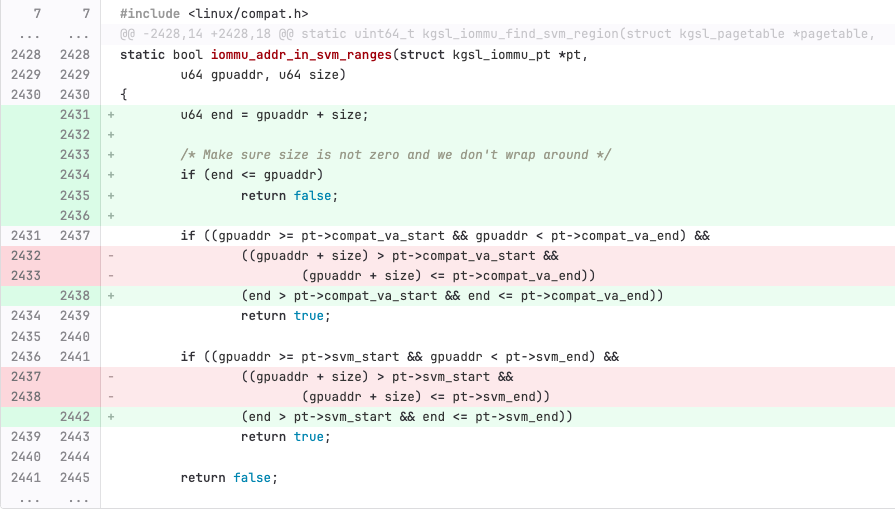 7 7 #include <linux/compat.h>
... ... @@ -2428,14 +2428,18 @@ static uint64_t kgsl_iommu_find_svm_region(struct kgsl_pagetable *pagetable,
2428 2428 static bool iommu_addr_in_svm_ranges(struct kgsl_iommu_pt *pt,
2429 2429 u64 gpuaddr, u64 size)
2430 2430 {
2431 + u64 end = gpuaddr + size;
2432 +
2433 + /* Make sure size is not zero and we don't wrap around */
2434 + if (end <= gpuaddr)
2435 + return false;
2436 +
2431 2437 if ((gpuaddr >= pt->compat_va_start && gpuaddr < pt->compat_va_end) &&
2432 - ((gpuaddr + size) > pt->compat_va_start &&
2433 - (gpuaddr + size) <= pt->compat_va_end))
2438 + (end > pt->compat_va_start && end <= pt->compat_va_end))
2434 2439 return true;
2435 2440
2436 2441 if ((gpuaddr >= pt->svm_start && gpuaddr < pt->svm_end) &&
2437 - ((gpuaddr + size) > pt->svm_start &&
2438 - (gpuaddr + size) <= pt->svm_end))
2442 + (end > pt->svm_start && end <= pt->svm_end))
2439 2443 return true;
2440 2444
2441 2445 return false;
... ...